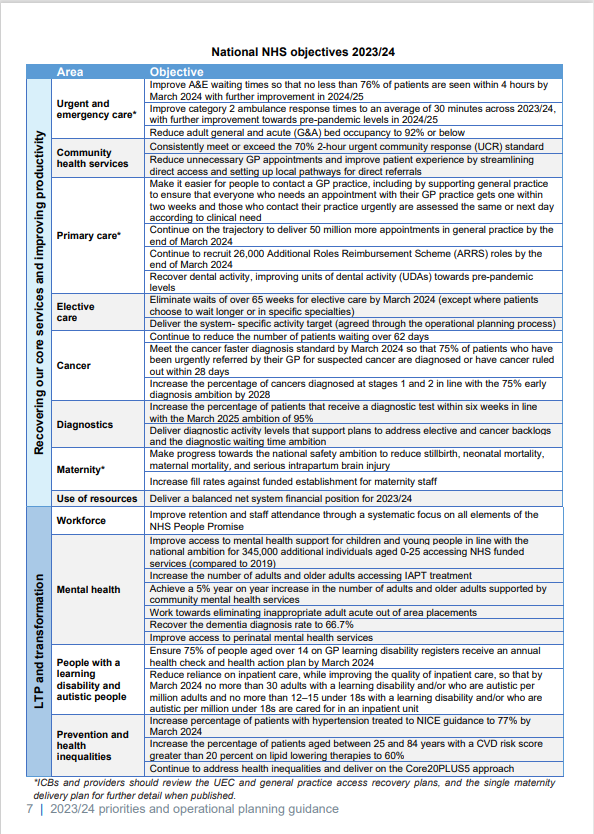 National NHS objectives 2023/24
Area
Objective
Recovering our core services and improving productivity
Urgent and
emergency care*
Improve A&E waiting times so that no less than 76% of patients are seen within 4 hours by
March 2024 with further improvement in 2024/25
Improve category 2 ambulance response times to an average of 30 minutes across 2023/24,
with further improvement towards pre-pandemic levels in 2024/25
Reduce adult general and acute (G&A) bed occupancy to 92% or below
Community
health services
Consistently meet or exceed the 70% 2-hour urgent community response (UCR) standard
Reduce unnecessary GP appointments and improve patient experience by streamlining
direct access and setting up local pathways for direct referrals
Primary care*
Make it easier for people to contact a GP practice, including by supporting general practice
to ensure that everyone who needs an appointment with their GP practice gets one within
two weeks and those who contact their practice urgently are assessed the same or next day
according to clinical need
Continue on the trajectory to deliver 50 million more appointments in general practice by the
end of March 2024
Continue to recruit 26,000 Additional Roles Reimbursement Scheme (ARRS) roles by the
end of March 2024
Recover dental activity, improving units of dental activity (UDAs) towards pre-pandemic
levels
Elective
care
Eliminate waits of over 65 weeks for elective care by March 2024 (except where patients
choose to wait longer or in specific specialties)
Deliver the system- specific activity target (agreed through the operational planning process)
Cancer
Continue to reduce the number of patients waiting over 62 days
Meet the cancer faster diagnosis standard by March 2024 so that 75% of patients who have
been urgently referred by their GP for suspected cancer are diagnosed or have cancer ruled
out within 28 days
Increase the percentage of cancers diagnosed at stages 1 and 2 in line with the 75% early
diagnosis ambition by 2028
Diagnostics
Increase the percentage of patients that receive a diagnostic test within six weeks in line
with the March 2025 ambition of 95%
Deliver diagnostic activity levels that support plans to address elective and cancer backlogs
and the diagnostic waiting time ambition
Maternity*
Make progress towards the national safety ambition to reduce stillbirth, neonatal mortality,
maternal mortality, and serious intrapartum brain injury
Increase fill rates against funded establishment for maternity staff
Use of resources
Deliver a balanced net system financial position for 2023/24
LTP and transformation
Workforce
Improve retention and staff attendance through a systematic focus on all elements of the
NHS People Promise
Mental health
Improve access to mental health support for children and young people in line with the
national ambition for 345,000 additional individuals aged 0-25 accessing NHS funded
services (compared to 2019)
Increase the number of adults and older adults accessing IAPT treatment
Achieve a 5% year on year increase in the number of adults and older adults supported by
community mental health services
Work towards eliminating inappropriate adult acute out of area placements
Recover the dementia diagnosis rate to 66.7%
Improve access to perinatal mental health services
People with a
learning
disability and
autistic people
Ensure 75% of people aged over 14 on GP learning disability registers receive an annual
health check and health action plan by March 2024
Reduce reliance on inpatient care, while improving the quality of inpatient care, so that by
March 2024 no more than 30 adults with a learning disability and/or who are autistic per
million adults and no more than 12–15 under 18s with a learning disability and/or who are
autistic per million under 18s are cared for in an inpatient unit
Prevention and
health
inequalities
Increase percentage of patients with hypertension treated to NICE guidance to 77% by
March 2024
Increase the percentage of patients aged between 25 and 84 years with a CVD risk score
greater than 20 percent on lipid lowering therapies to 60%
Continue to address health inequalities and deliver on the Core20PLUS5 approach
*ICBs and providers should review the UEC and general practice access recovery plans, and the single maternity
delivery plan for further detail when published.
7 | 2023/24 priorities and operational planning guidance